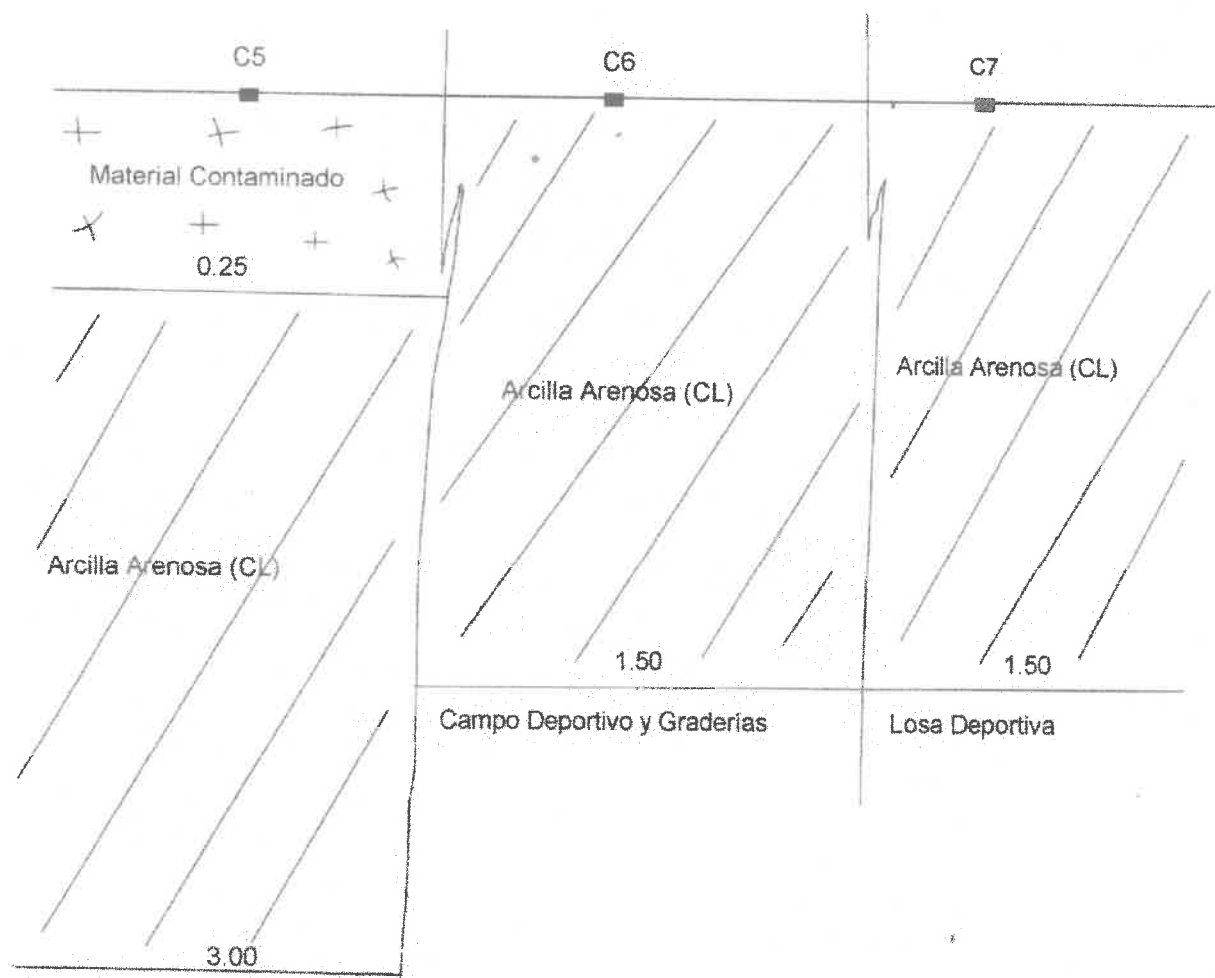 C5
C6
C7
Material Contaminado
0.25
Arcilla Arenosa (CL)
Arcilla Arenosa (CL)
Arcilla Arenosa (CL)
1.50
1.50
Campo Deportivo y Graderías
Losa Deportiva
3.00